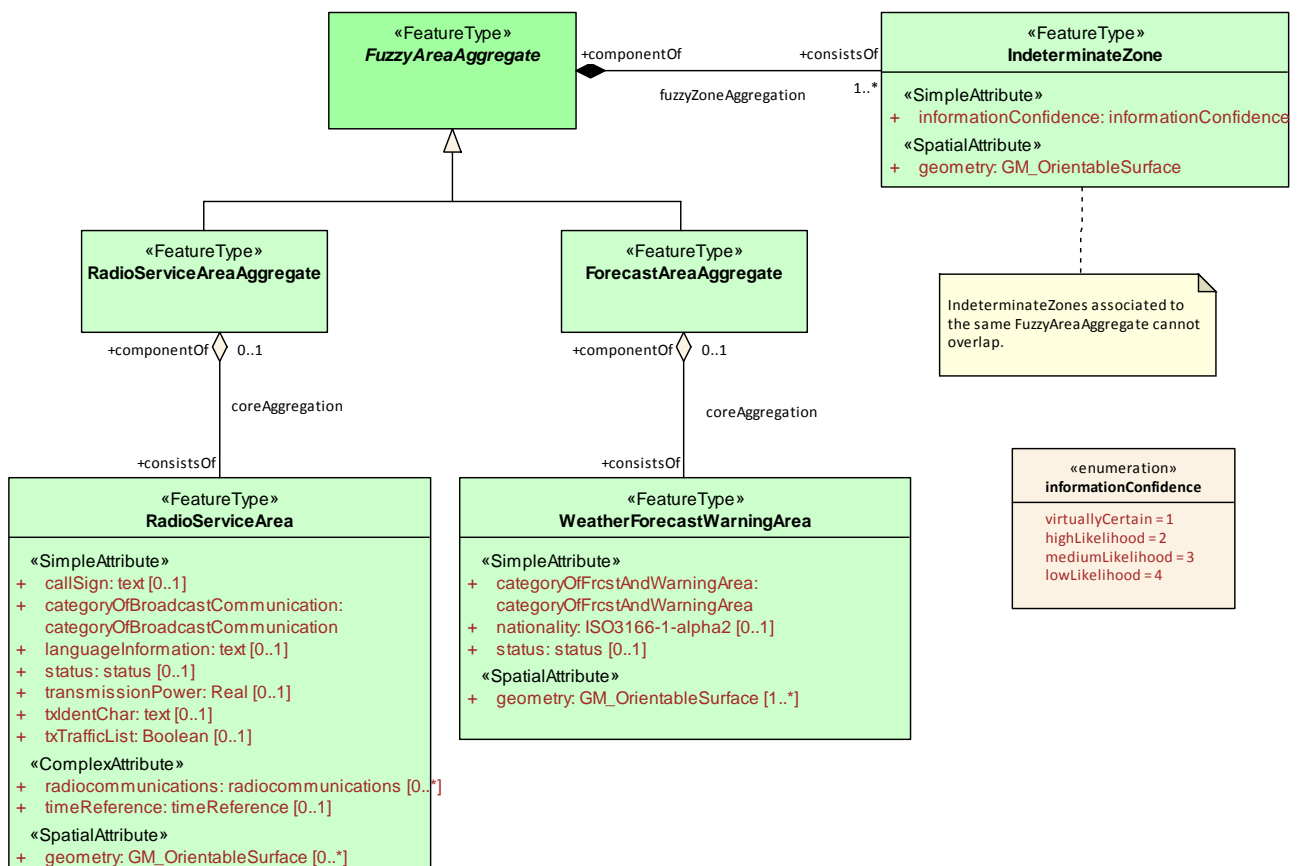 «FeatureType»
FuzzyAreaAggregate
+componentOf
+consistsOf
fuzzyZoneAggregation
1..*
«FeatureType»
IndeterminateZone
«SimpleAttribute»
+ informationConfidence: informationConfidence
«SpatialAttribute»
+ geometry: GM_OrientableSurface
«FeatureType»
RadioServiceAreaAggregate
«FeatureType»
ForecastAreaAggregate
IndeterminateZones associated to
the same FuzzyAreaAggregate cannot
overlap.
+componentOf
0..1
coreAggregation
+consistsOf
+componentOf
0..1
coreAggregation
+consistsOf
«FeatureType»
RadioServiceArea
«SimpleAttribute»
+ callSign: text [0..1]
+ categoryOfBroadcastCommunication:
categoryOfBroadcastCommunication
+ languageInformation: text [0..1]
+ status: status [0..1]
+ transmissionPower: Real [0..1]
+ txIdentChar: text [0..1]
+ txTrafficList: Boolean [0..1]
«ComplexAttribute»
+ radiocommunications: radiocommunications [0..*]
+ timeReference: timeReference [0..1]
«SpatialAttribute»
+ geometry: GM_OrientableSurface [0..*]
«FeatureType»
WeatherForecastWarningArea
«SimpleAttribute»
+ categoryOfFrcstAndWarningArea:
categoryOfFrcstAndWarningArea
+ nationality: ISO3166-1-alpha2 [0..1]
+ status: status [0..1]
«SpatialAttribute»
+ geometry: GM_OrientableSurface [1..*]
«enumeration»
informationConfidence
virtuallyCertain = 1
highLikelihood = 2
mediumLikelihood = 3
lowLikelihood = 4